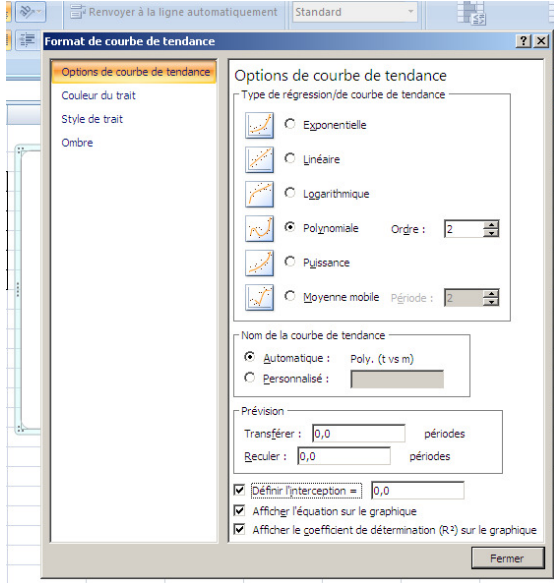 Renvoyer à la ligne automatiquement
Standard
Format de courbe de tendance
Options de courbe de tendance
Couleur du trait
Style de trait
Ombre
Options de courbe de tendance
Type de régression/de courbe de tendance
Exponentielle
Linéaire
Logarithmique
Polynomiale Ordre : 2
Puissance
Moyenne mobile Période : 2
Nom de la courbe de tendance
Automatique : Poly. (t vs m)
Personnalisé :
Prévision
Transférer : 0,0 périodes
Reculer : 0,0 périodes
Définir l'interception = 0,0
Afficher l'équation sur le graphique
Afficher le coefficient de détermination (R²) sur le graphique
Fermer